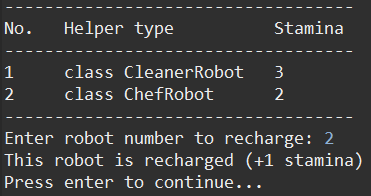 -----------------------------------
No.   Helper type         Stamina
-----------------------------------
1     class CleanerRobot   3
2     class ChefRobot      2
-----------------------------------
Enter robot number to recharge: 2
This robot is recharged (+1 stamina)
Press enter to continue...